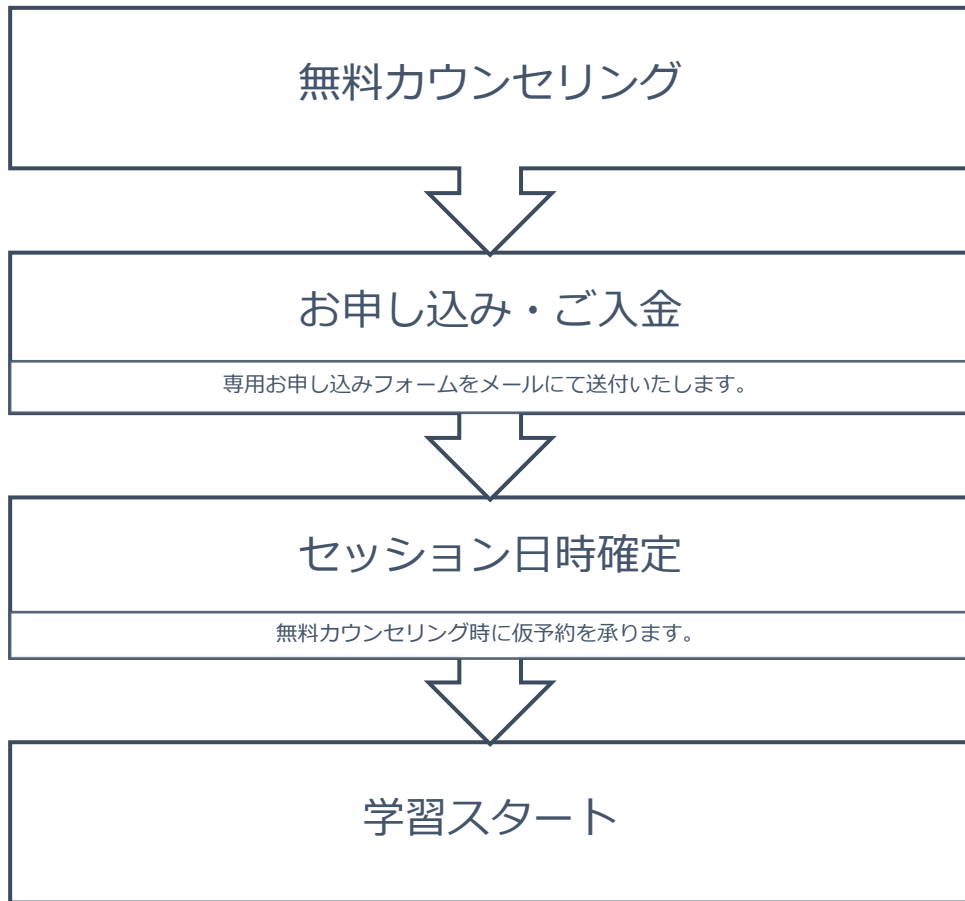 無料カウンセリング
お申し込み・ご入金
専用お申し込みフォームをメールにて送付いたします。
セッション日時確定
無料カウンセリング時に仮予約を承ります。
学習スタート